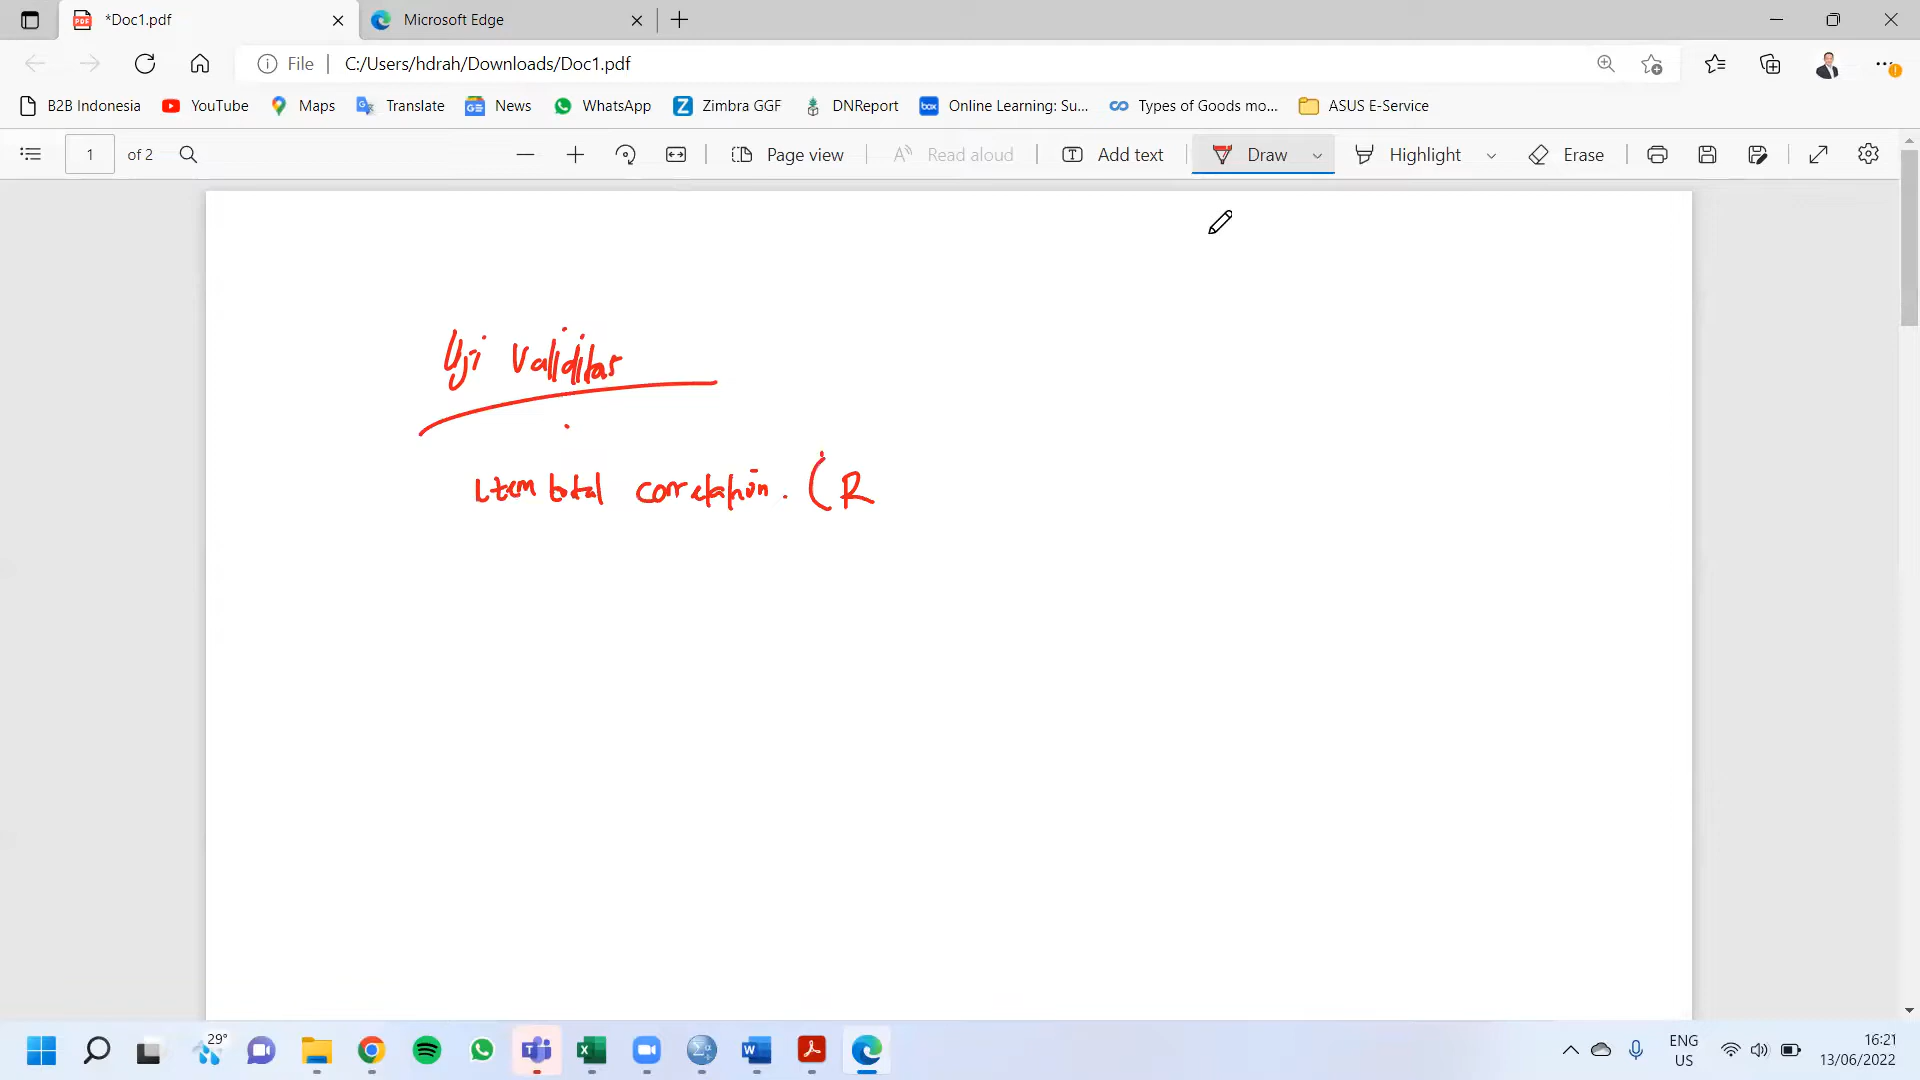 *Doc1.pdf
Microsoft Edge
File C:/Users/hdrah/Downloads/Doc1.pdf
B2B Indonesia YouTube Maps Translate News WhatsApp Zimbra GGF DNReport box Online Learning: Su... Types of Goods mo... ASUS E-Service
1 of 2 Page view Read aloud Add text Draw Highlight Erase
Uji Validitas
Item total correlation. (R
29°
ENG 16:21
US 13/06/2022